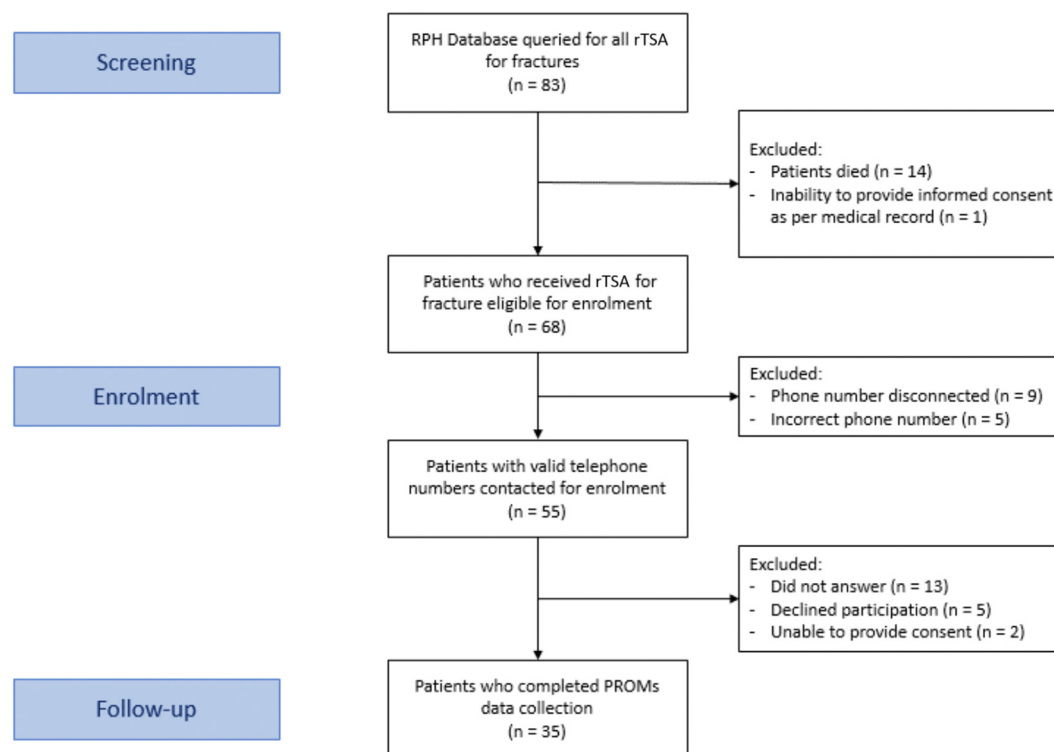 Screening
RPH Database queried for all rTSA
for fractures
(n = 83)
Excluded:
- Patients died (n = 14)
- Inability to provide informed consent
as per medical record (n = 1)
Patients who received rTSA for
fracture eligible for enrolment
(n = 68)
Enrolment
Excluded:
- Phone number disconnected (n = 9)
- Incorrect phone number (n = 5)
Patients with valid telephone
numbers contacted for enrolment
(n = 55)
Excluded:
- Did not answer (n = 13)
- Declined participation (n = 5)
- Unable to provide consent (n = 2)
Follow-up
Patients who completed PROMs
data collection
(n = 35)